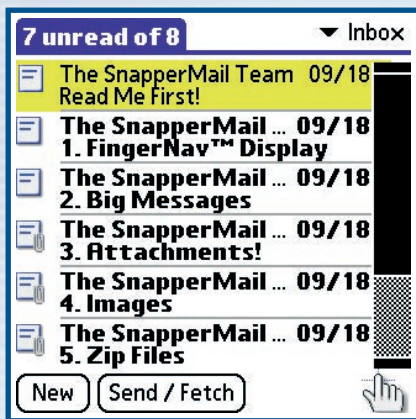 7 unread of 8
Inbox
The SnapperMail Team 09/18
Read Me First!
The SnapperMail ... 09/18
1. FingerNav™ Display
The SnapperMail ... 09/18
2. Big Messages
The SnapperMail ... 09/18
3. Attachments!
The SnapperMail ... 09/18
4. Images
The SnapperMail ... 09/18
5. Zip Files
New
Send / Fetch